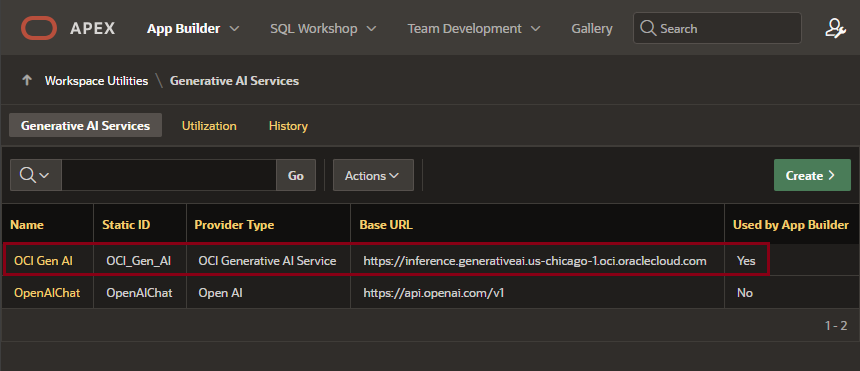 APEX App Builder SQL Workshop Team Development Gallery Search
Workspace Utilities \ Generative AI Services
Generative AI Services Utilization History
Go Actions Create
Name Static ID Provider Type Base URL Used by App Builder
OCI Gen AI OCI_Gen_AI OCI Generative AI Service https://inference.generativeai.us-chicago-1.oci.oraclecloud.com Yes
OpenAIChat OpenAIChat Open AI https://api.openai.com/v1 No
1 - 2